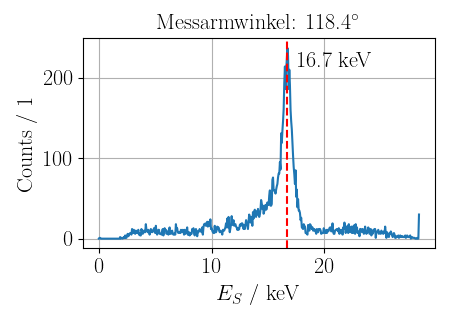 Messarmwinkel: 118.4°
16.7 keV
200
100
0
Counts / 1
0 10 20
E_S / keV